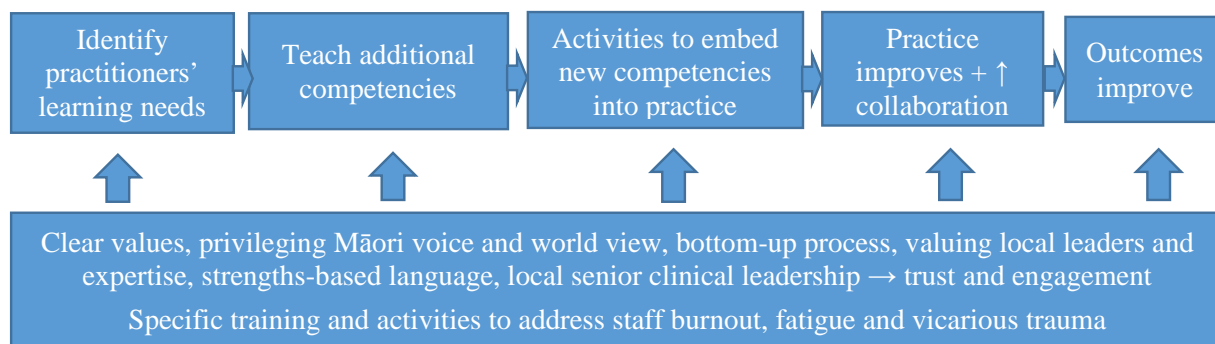 Identify
practitioners’
learning needs
Teach additional
competencies
Activities to embed
new competencies
into practice
Practice
improves + ↑
collaboration
Outcomes
improve
Clear values, privileging Māori voice and world view, bottom-up process, valuing local leaders and
expertise, strengths-based language, local senior clinical leadership → trust and engagement
Specific training and activities to address staff burnout, fatigue and vicarious trauma